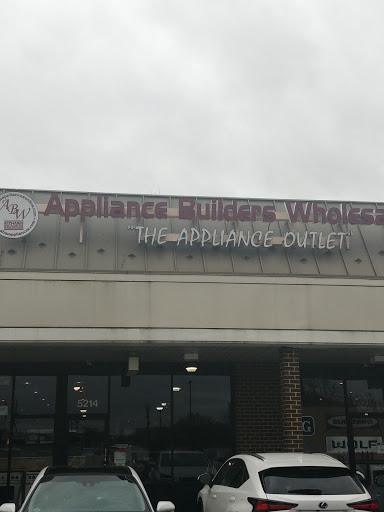 ABW
Appliance Builders Wholesa
"THE APPLIANCE OUTLET"
5214
G
WOLF